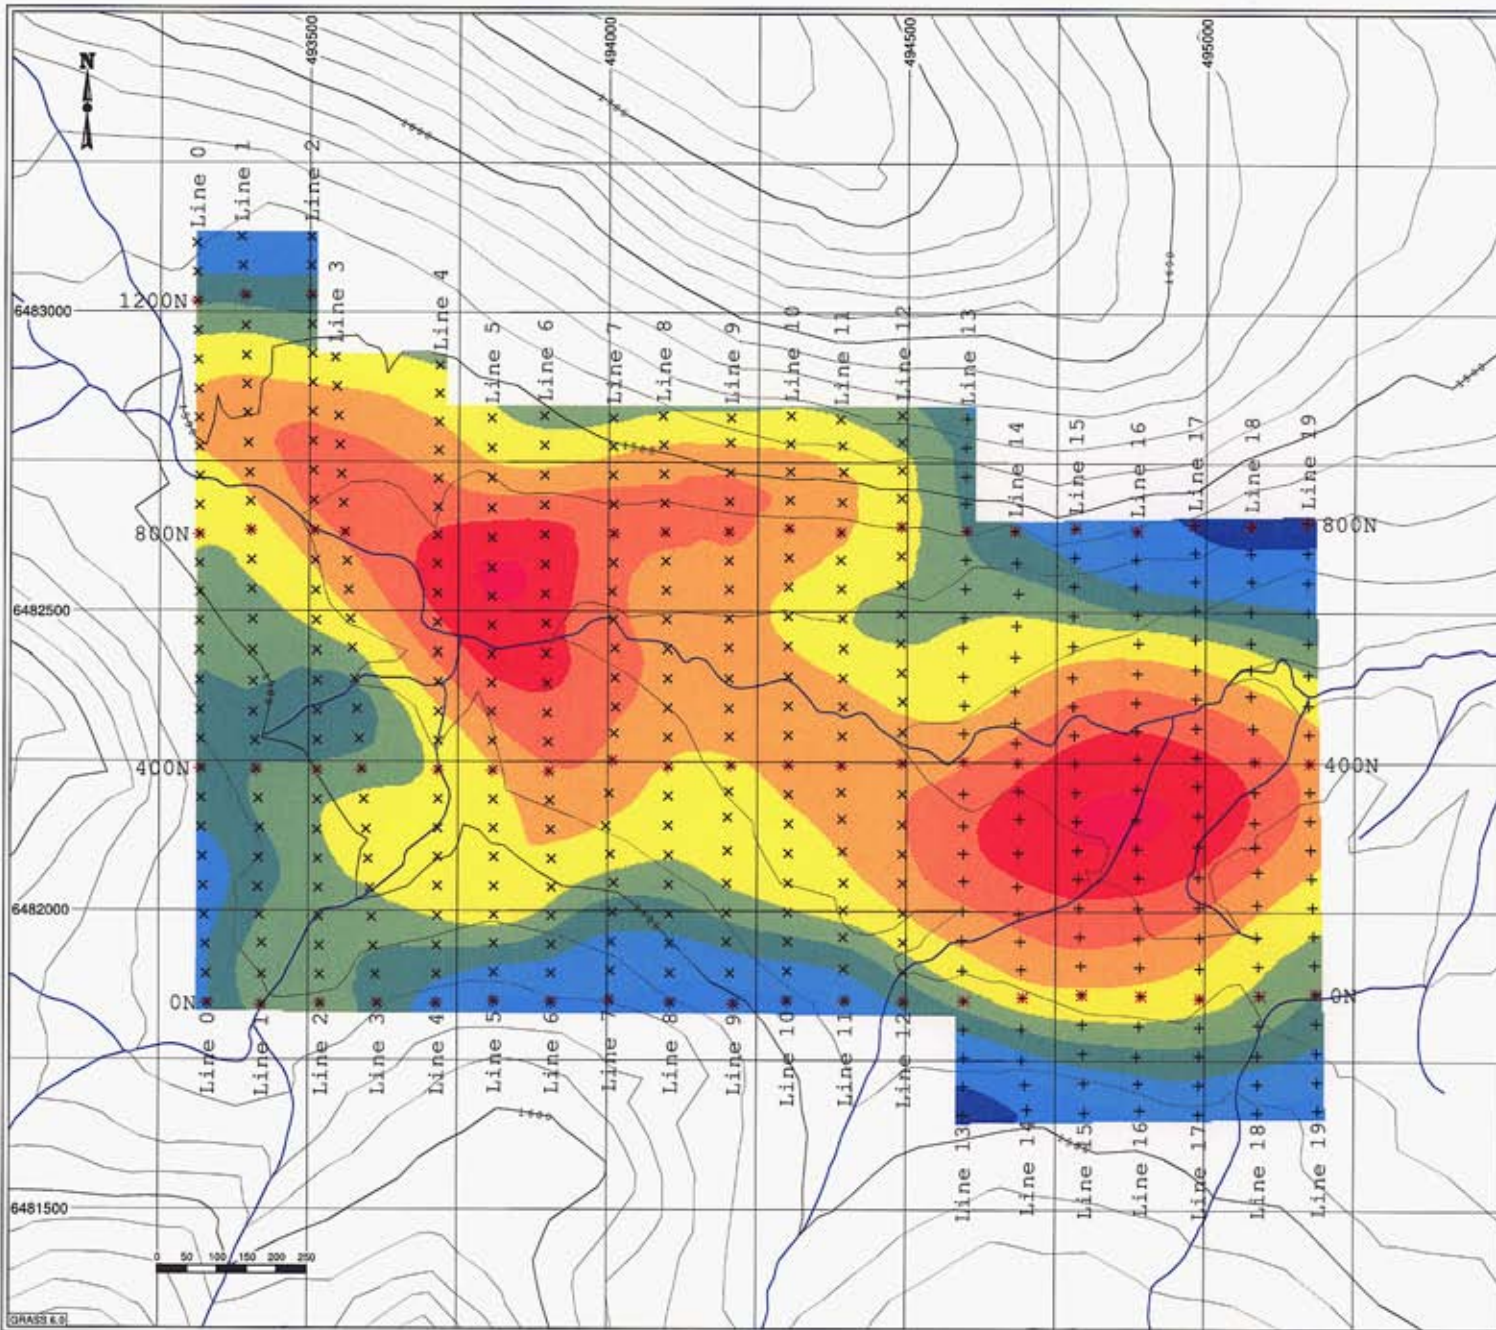 N
493500
494000
494500
495000
Line 0
Line 1
Line 2
Line 3
Line 4
Line 5
Line 6
Line 7
Line 8
Line 9
Line 10
Line 11
Line 12
Line 13
Line 14
Line 15
Line 16
Line 17
Line 18
Line 19
1200N
6483000
800N
800N
6482500
400N
400N
6482000
0N
0N
Line 0
Line 1
Line 2
Line 3
Line 4
Line 5
Line 6
Line 7
Line 8
Line 9
Line 10
Line 11
Line 12
Line 13
Line 14
Line 15
Line 16
Line 17
Line 18
Line 19
1600
1500
6481500
0 50 100 150 200 250
GRASS 6.0